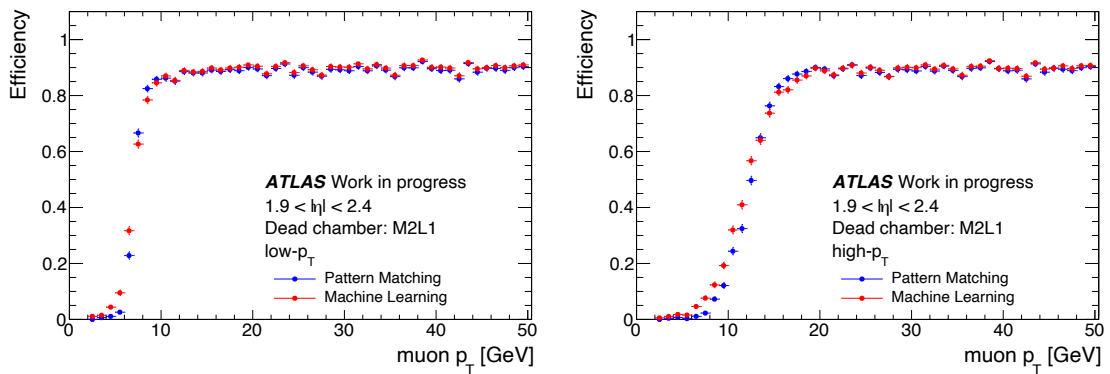 Efficiency
1
0.8
0.6
0.4
0.2
0
0 10 20 30 40 50
muon p_T [GeV]
ATLAS Work in progress
1.9 < |η| < 2.4
Dead chamber: M2L1
low-p_T
Pattern Matching
Machine Learning
Efficiency
1
0.8
0.6
0.4
0.2
0
0 10 20 30 40 50
muon p_T [GeV]
ATLAS Work in progress
1.9 < |η| < 2.4
Dead chamber: M2L1
high-p_T
Pattern Matching
Machine Learning